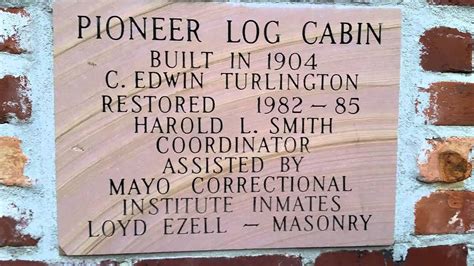 PIONEER LOG CABIN
BUILT IN 1904
C. EDWIN TURLINGTON
RESTORED 1982-85
HAROLD L. SMITH
COORDINATOR
ASSISTED BY
MAYO CORRECTIONAL
INSTITUTE INMATES
LOYD EZELL - MASONRY